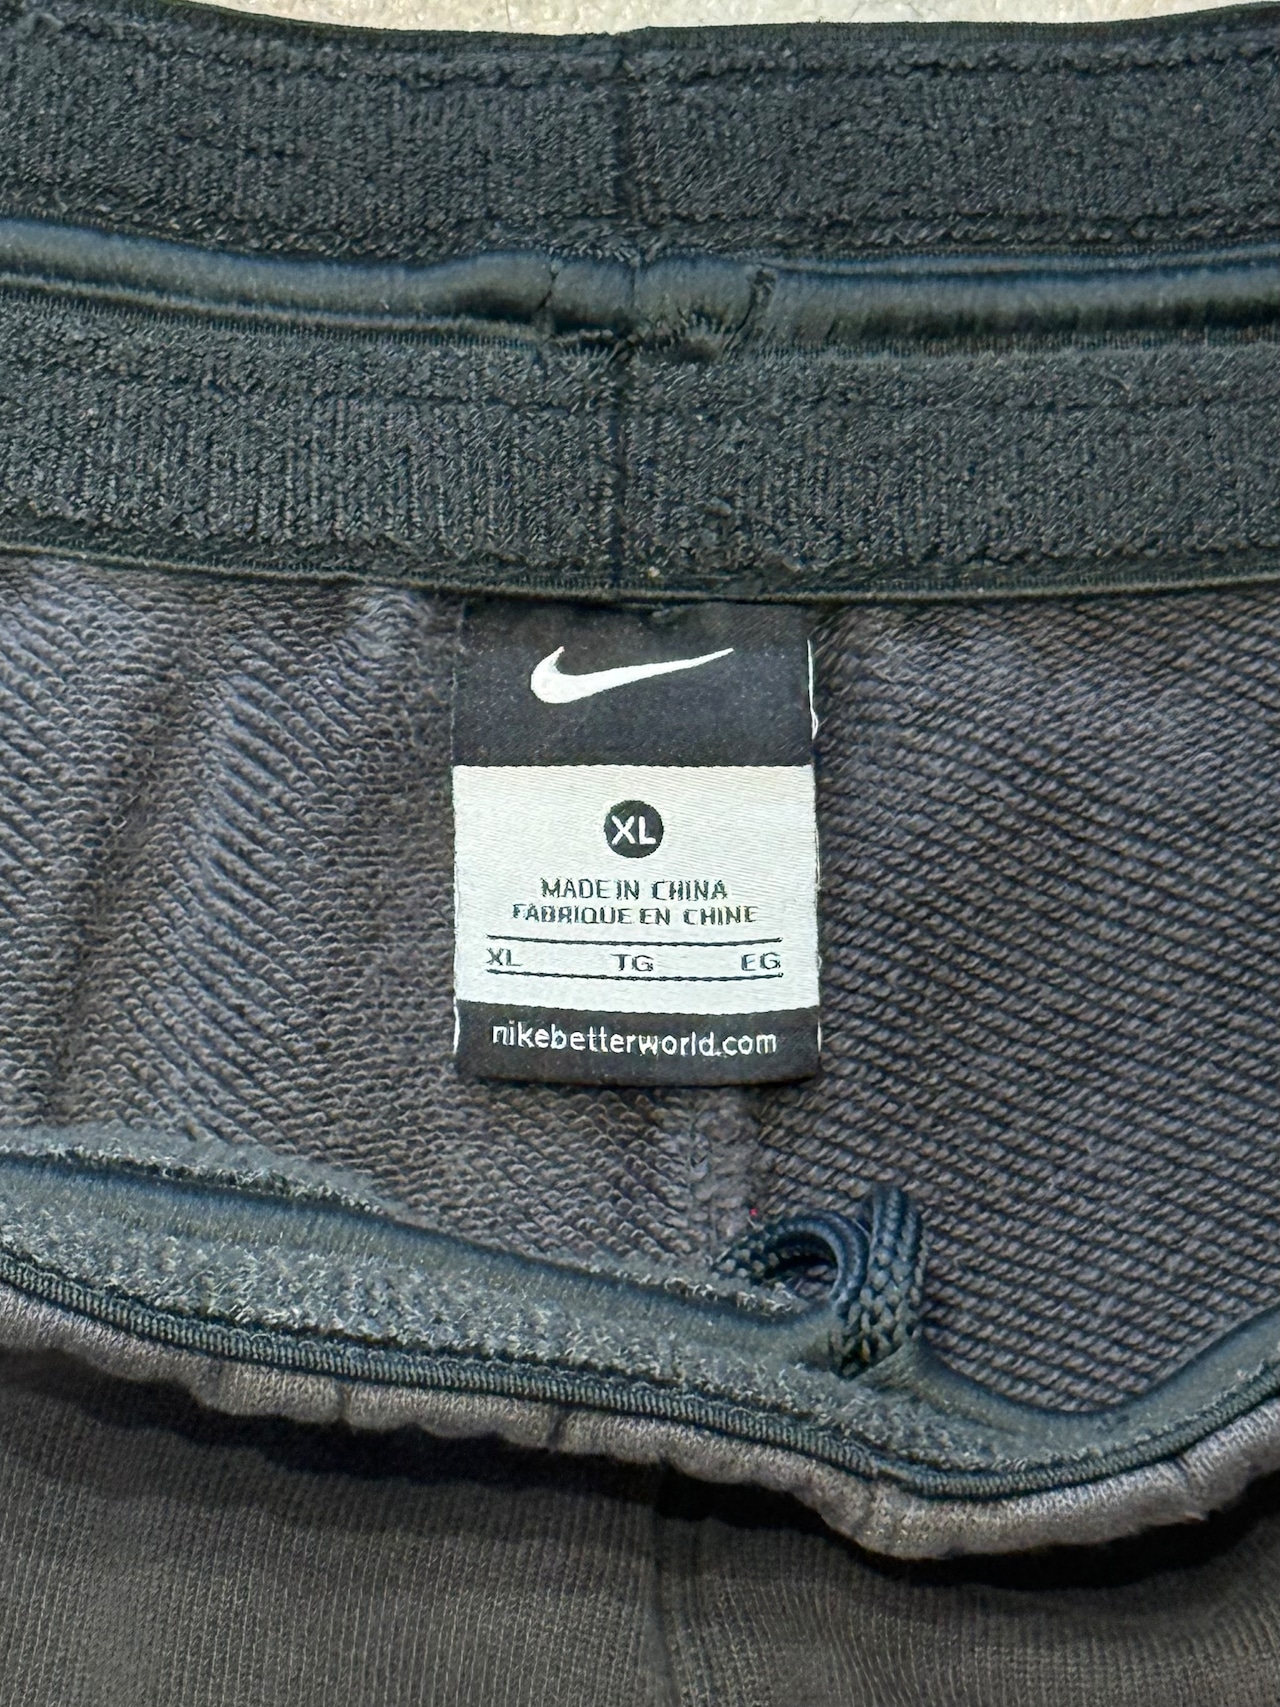 XL
MADE IN CHINA
FABRIQUE EN CHINE
XL TG EG
nikebetterworld.com